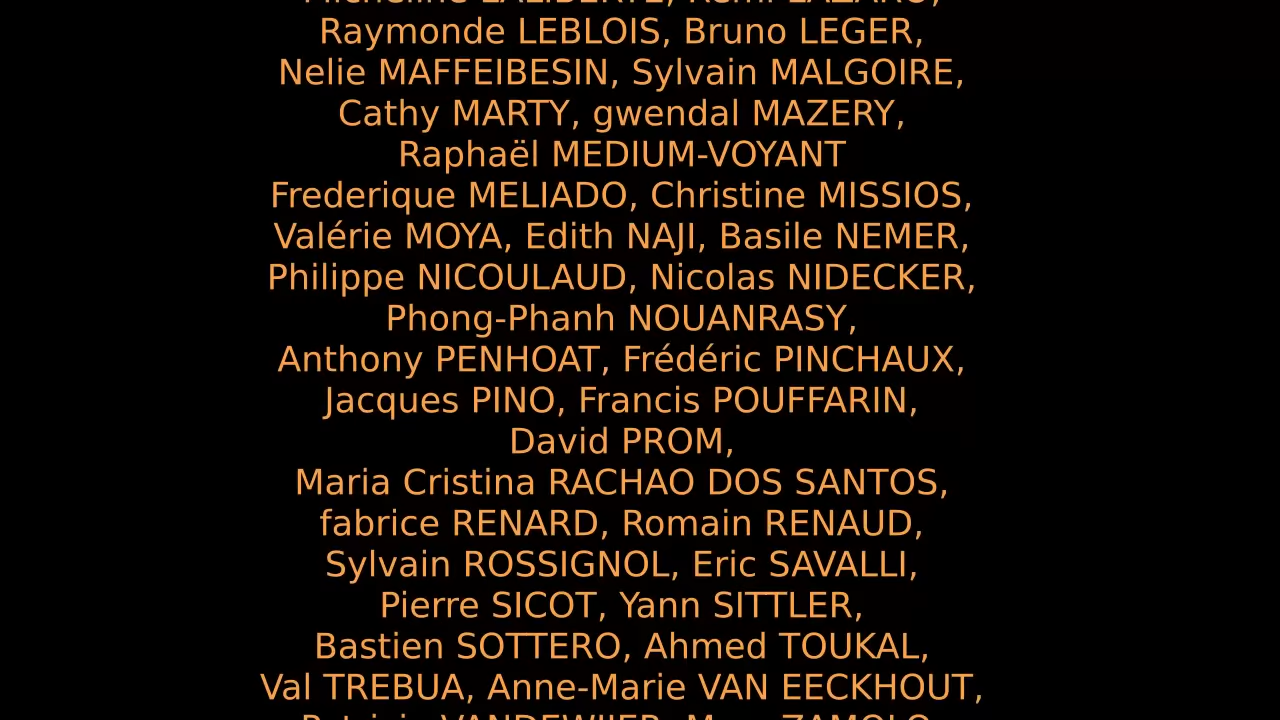 Raymonde LEBLOIS, Bruno LEGER,
Nelie MAFFEIBESIN, Sylvain MALGOIRE,
Cathy MARTY, gwendal MAZERY,
Raphaël MEDIUM-VOYANT
Frederique MELIADO, Christine MISSIOS,
Valérie MOYA, Edith NAJI, Basile NEMER,
Philippe NICOULAUD, Nicolas NIDECKER,
Phong-Phanh NOUANRASY,
Anthony PENHOAT, Frédéric PINCHAUX,
Jacques PINO, Francis POUFFARIN,
David PROM,
Maria Cristina RACHAO DOS SANTOS,
fabrice RENARD, Romain RENAUD,
Sylvain ROSSIGNOL, Eric SAVALLI,
Pierre SICOT, Yann SITTLER,
Bastien SOTTERO, Ahmed TOUKAL,
Val TREBUA, Anne-Marie VAN EECKHOUT,